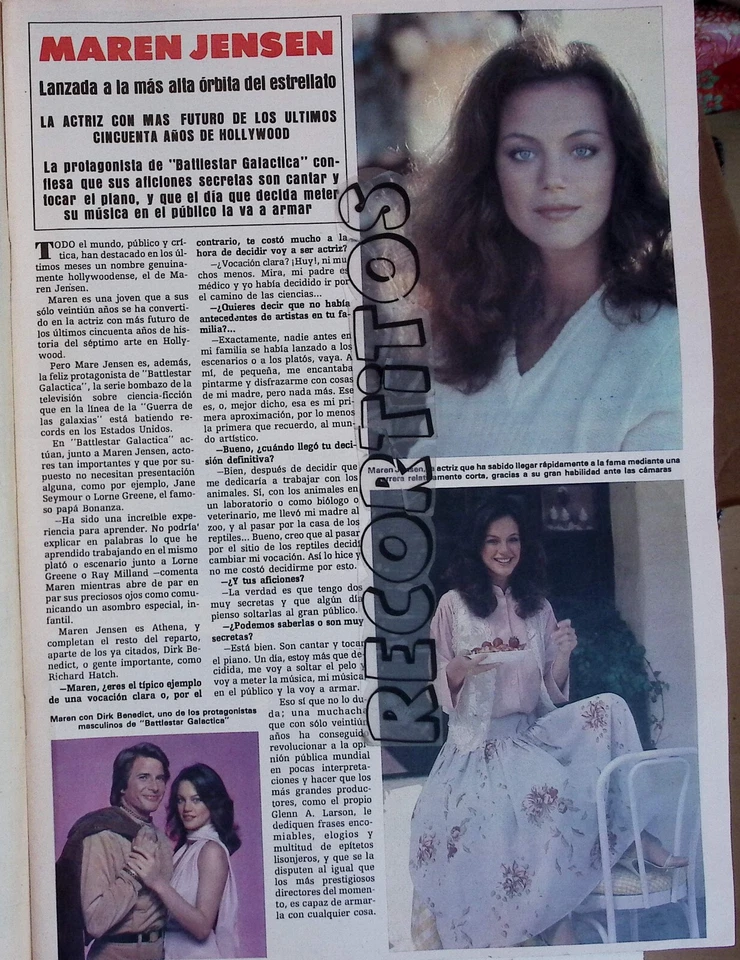 MAREN JENSEN
Lanzada a la más alta órbita del estrellato
LA ACTRIZ CON MAS FUTURO DE LOS ULTIMOS
CINCUENTA AÑOS DE HOLLYWOOD
La protagonista de "Battlestar Galactica" con-
fiesa que sus aficiones secretas son cantar y
tocar el piano, y que el día que decida meter
su música en el público la va a armar
TODO el mundo, público y crí-
tica, han destacado en los úl-
timos meses un nombre genuina-
mente hollywoodense, el de Ma-
ren Jensen.
Maren es una joven que a sus
sólo veintiún años se ha converti-
do en la actriz con más futuro de
los últimos cincuenta años de his-
toria del séptimo arte en Holly-
wood.
Pero Mare Jensen es, además,
la feliz protagonista de "Battlestar
Galactica", la serie bombazo de la
televisión sobre ciencia-ficción
que en la línea de la "Guerra de
las galaxias" está batiendo re-
cords en los Estados Unidos.
En "Battlestar Galactica" ac-
túan, junto a Maren Jensen, acto-
res tan importantes y que por su-
puesto no necesitan presentación
alguna, como por ejemplo, Jane
Seymour o Lorne Greene, el famo-
so papá Bonanza.
—Ha sido una increíble expe-
riencia para aprender. No podría
explicar en palabras lo que he
aprendido trabajando en el mismo
plató o escenario junto a Lorne
Greene o Ray Milland —comenta
Maren mientras abre de par en
par sus preciosos ojos como comu-
nicando un asombro especial, in-
fantil.
Maren Jensen es Athena, y
completan el resto del reparto,
aparte de los ya citados, Dirk Be-
nedict, o gente importante, como
Richard Hatch.
—Maren, ¿eres el típico ejemplo
de una vocación clara o, por el
contrario, te costó mucho a la
hora de decidir voy a ser actriz?
—¿Vocación clara? ¡Huy!, ni mu-
chos menos. Mira, mi padre es
médico y yo había decidido ir por
el camino de las ciencias...
—¿Quieres decir que no había
antecedentes de artistas en tu fa-
milia?...
—Exactamente, nadie antes en
mi familia se había lanzado a los
escenarios o a los platós, vaya. A
mí, de pequeña, me encantaba
pintarme y disfrazarme con cosas
de mi madre, pero nada más. Ese
es, o, mejor dicho, esa es mi pri-
mera aproximación, por lo menos
la primera que recuerdo, al mun-
do artístico.
—Bueno, ¿cuándo llegó tu deci-
sión definitiva?
—Bien, después de decidir que
me dedicaría a trabajar con los
animales. Sí, con los animales en
un laboratorio o como biólogo o
veterinario, me llevó mi madre al
zoo, y al pasar por la casa de los
reptiles... Bueno, creo que al pasar
por el sitio de los reptiles decidí
cambiar mi vocación. Así lo hice y
no me costó decidirme por esto.
—¿Y tus aficiones?
—La verdad es que tengo dos
muy secretas y que algún día
pienso soltarlas al gran público.
—¿Podemos saberlas o son muy
secretas?
—Está bien. Son cantar y tocar
el piano. Un día, estoy más que de-
cidida, me voy a soltar el pelo y
voy a meter la música, mi música
en el público y la voy a armar.
Eso sí que no lo du-
da; una muchacha
que con sólo veintiún
años ha conseguido
revolucionar a la opi-
nión pública mundial
en pocas interpreta-
ciones y hacer que los
más grandes produc-
tores, como el propio
Glenn A. Larson, le
dediquen frases enco-
miables, elogios y
multitud de epítetos
lisonjeros, y que se la
disputen al igual que
los más prestigiosos
directores del momen-
to, es capaz de armar-
la con cualquier cosa.
Maren con Dirk Benedict, uno de los protagonistas
masculinos de "Battlestar Galactica"
Maren Jensen, actriz que ha sabido llegar rápidamente a la fama mediante una
carrera relativamente corta, gracias a su gran habilidad ante las cámaras
RECORTITOS